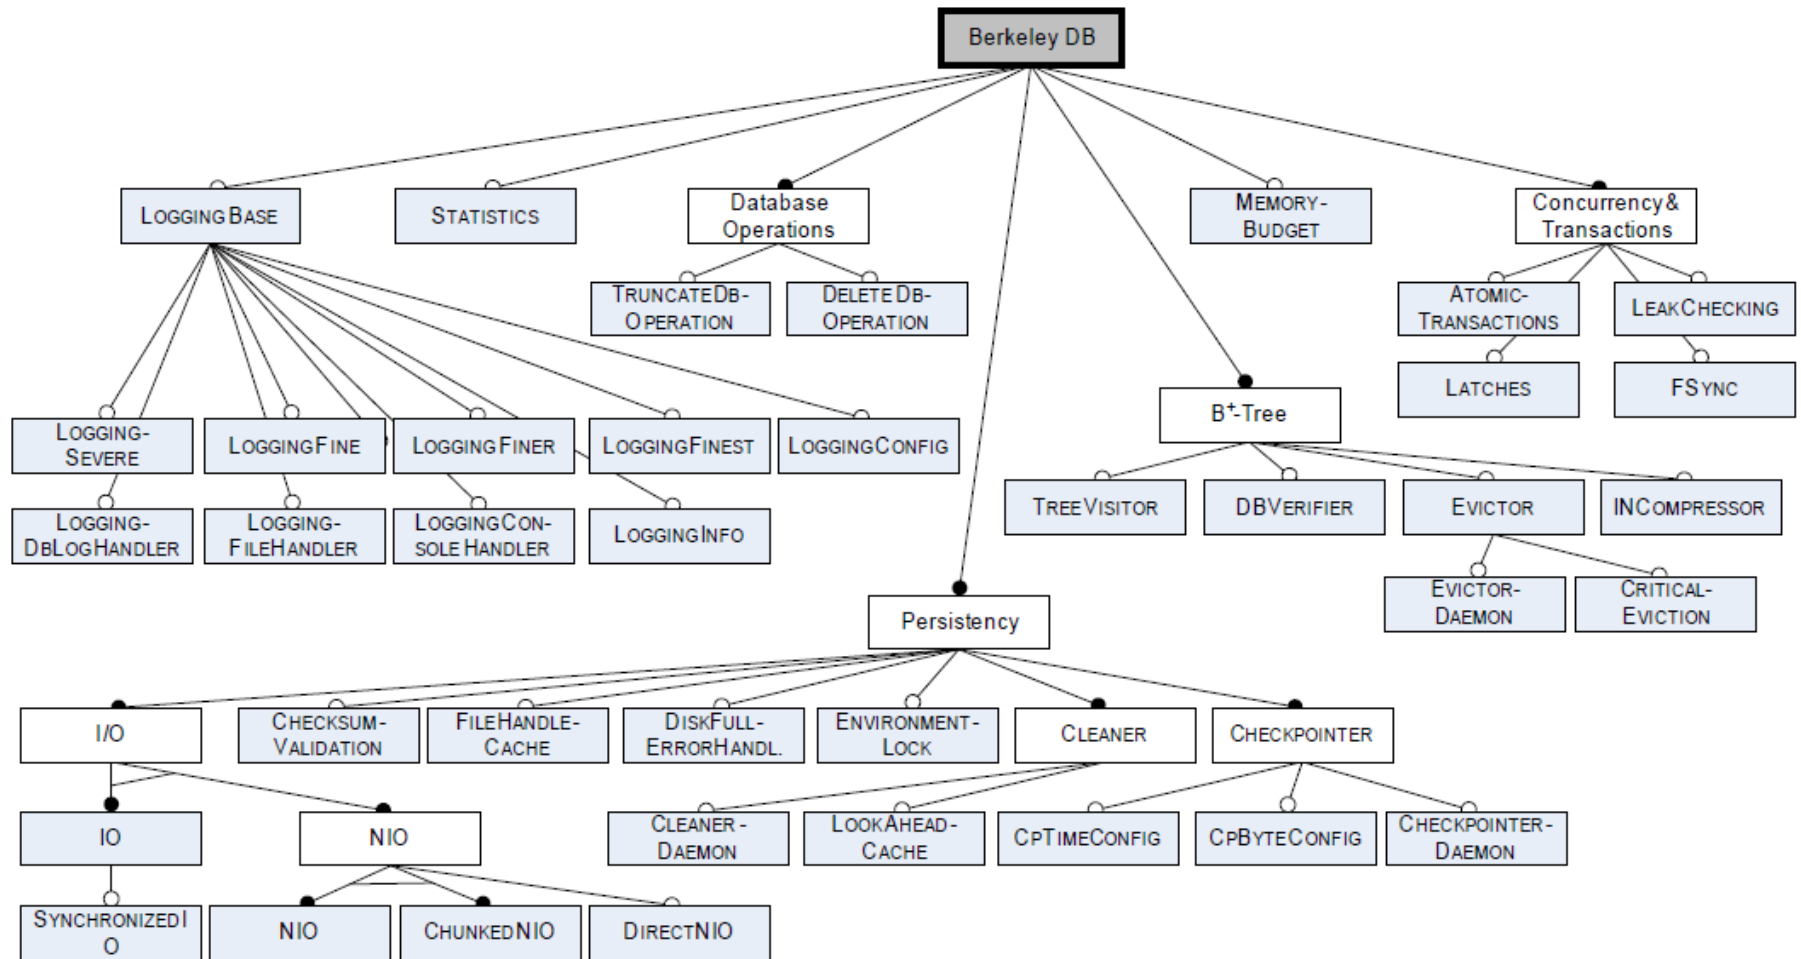 Berkeley DB
LOGGINGBASE
STATISTICS
Database
Operations
MEMORY-
BUDGET
Concurrency&
Transactions
TRUNCATEDB-
OPERATION
DELETEDB-
OPERATION
ATOMIC-
TRANSACTIONS
LEAKCHECKING
LATCHES
FSYNC
B+-Tree
LOGGING-
SEVERE
LOGGINGFINE
LOGGINGFINER
LOGGINGFINEST
LOGGINGCONFIG
LOGGING-
DBLOGHANDLER
LOGGING-
FILEHANDLER
LOGGINGCON-
SOLEHANDLER
LOGGINGINFO
TREEVISITOR
DBVERIFIER
EVICTOR
INCOMPRESSOR
EVICTOR-
DAEMON
CRITICAL-
EVICTION
Persistency
I/O
CHECKSUM-
VALIDATION
FILEHANDLE-
CACHE
DISKFULL-
ERRORHANDL.
ENVIRONMENT-
LOCK
CLEANER
CHECKPOINTER
IO
NIO
CLEANER-
DAEMON
LOOKAHEAD-
CACHE
CPTIMECONFIG
CPBYTECONFIG
CHECKPOINTER-
DAEMON
SYNCHRONIZEDI
O
NIO
CHUNKEDNIO
DIRECTNIO